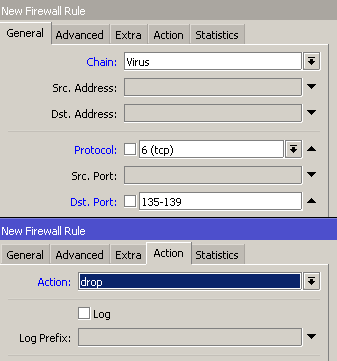 New Firewall Rule
General Advanced Extra Action Statistics
Chain: Virus
Src. Address:
Dst. Address:
Protocol: 6 (tcp)
Src. Port:
Dst. Port: 135-139
New Firewall Rule
General Advanced Extra Action Statistics
Action: drop
Log
Log Prefix: